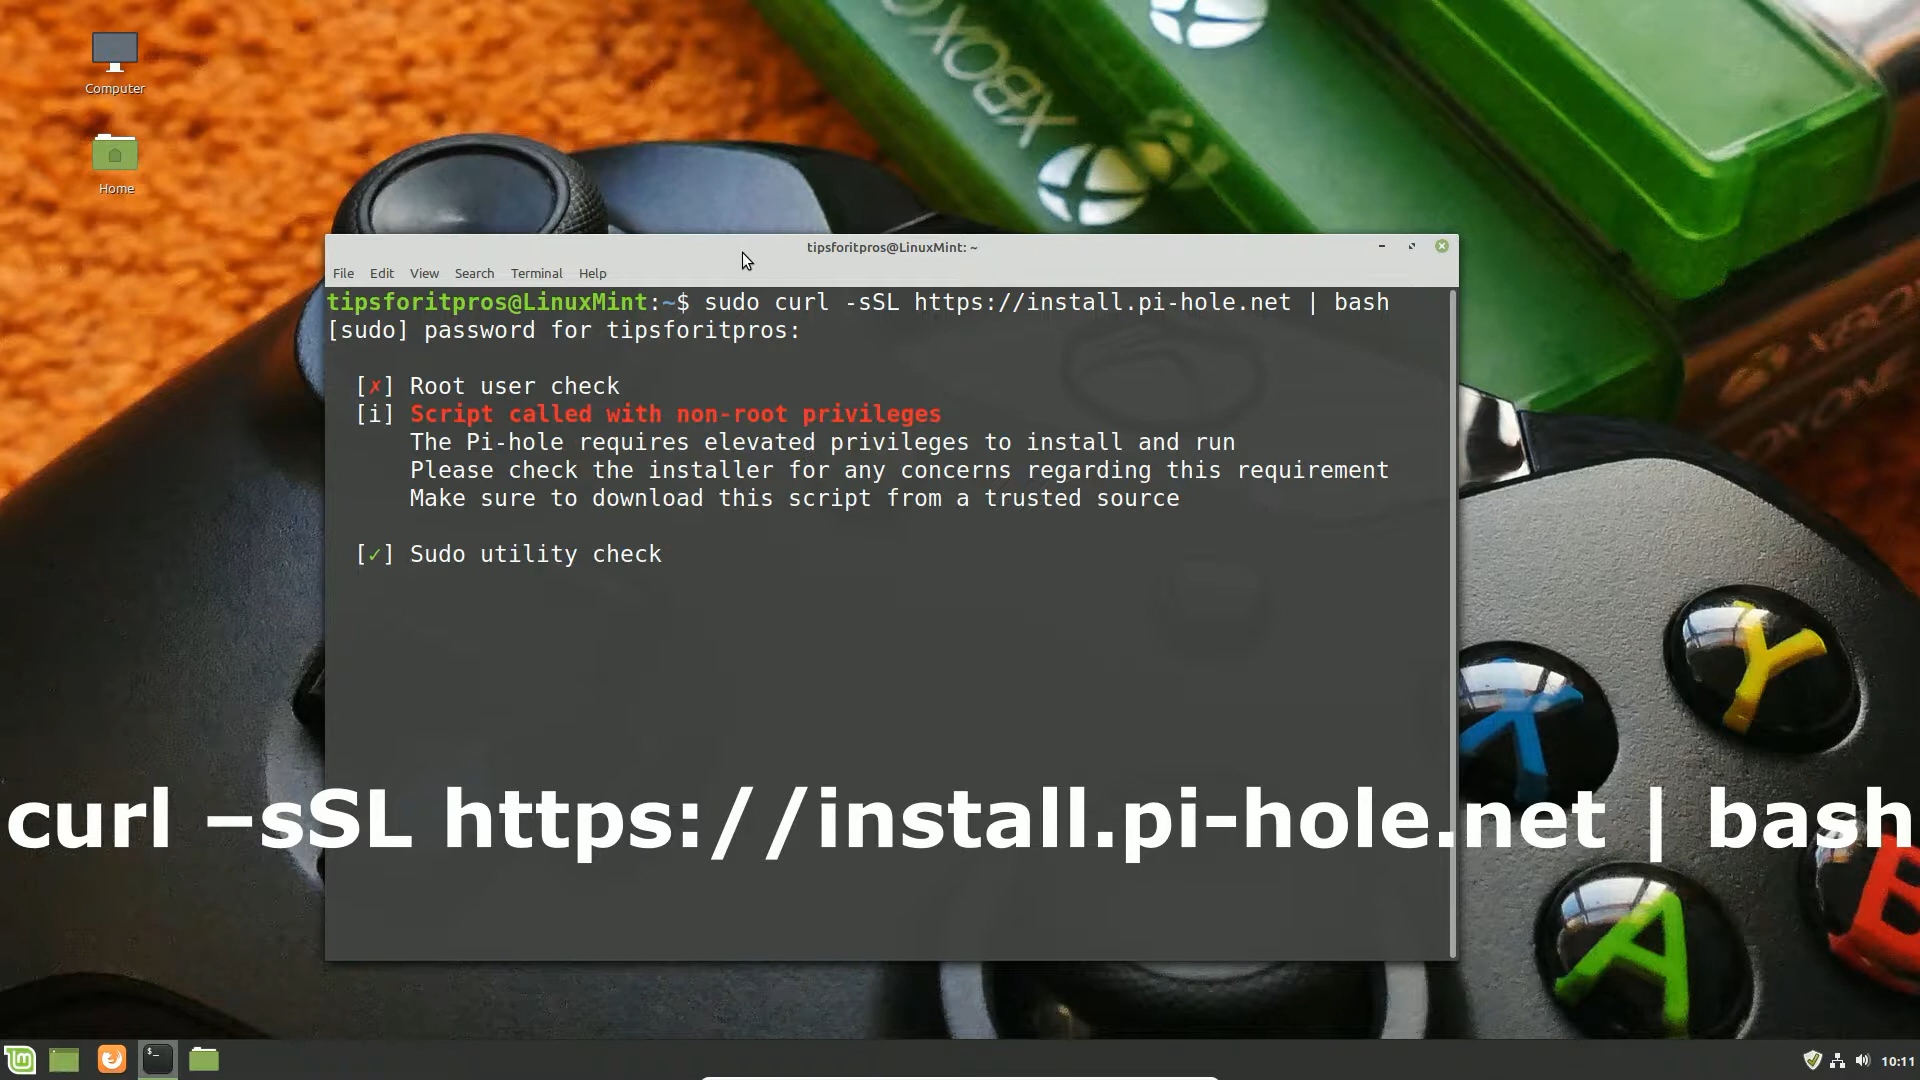 Computer
Home
XBOX
tipsforitpros@LinuxMint: ~
File Edit View Search Terminal Help
tipsforitpros@LinuxMint:~$ sudo curl -sSL https://install.pi-hole.net | bash
[sudo] password for tipsforitpros:
[✗] Root user check
[i] Script called with non-root privileges
The Pi-hole requires elevated privileges to install and run
Please check the installer for any concerns regarding this requirement
Make sure to download this script from a trusted source
[✓] Sudo utility check
Y
X
curl –sSL https://install.pi-hole.net | bash
B
A
10:11